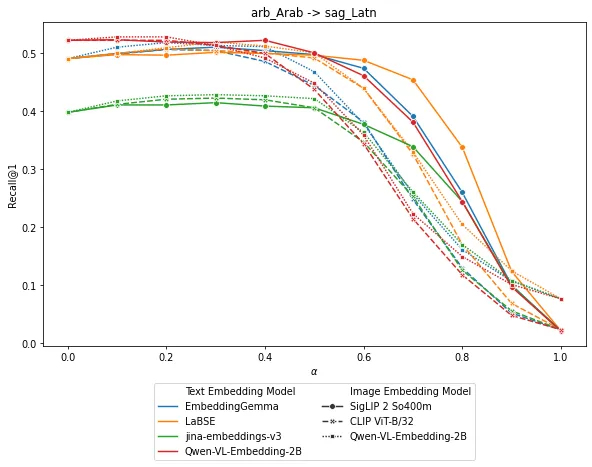 arb_Arab -> sag_Latn
Recall@1
0.5
0.4
0.3
0.2
0.1
0.0
0.0 0.2 0.4 0.6 0.8 1.0
α
Text Embedding Model
EmbeddingGemma
LaBSE
jina-embeddings-v3
Qwen-VL-Embedding-2B
Image Embedding Model
SigLIP 2 So400m
CLIP ViT-B/32
Qwen-VL-Embedding-2B